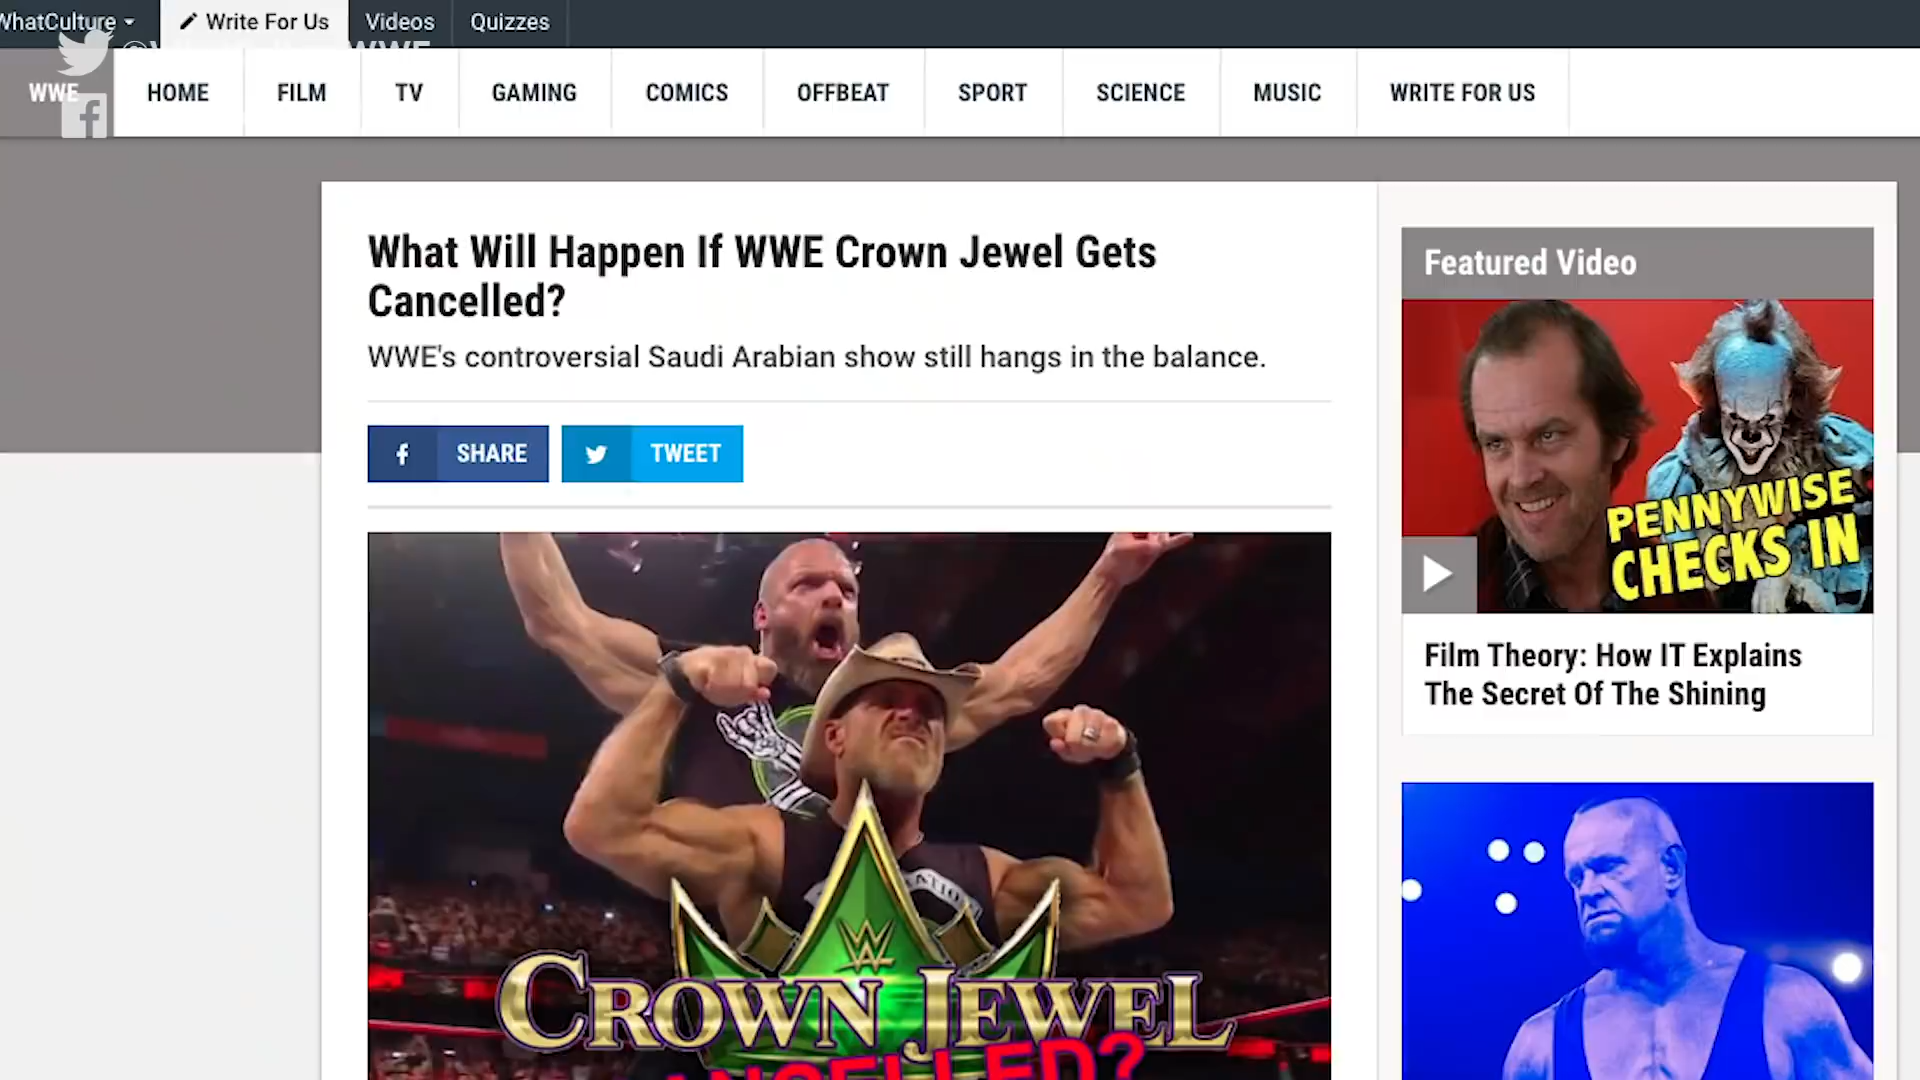 WhatCulture
Write For Us
Videos
Quizzes
WWE
HOME
FILM
TV
GAMING
COMICS
OFFBEAT
SPORT
SCIENCE
MUSIC
WRITE FOR US
What Will Happen If WWE Crown Jewel Gets
Cancelled?
WWE's controversial Saudi Arabian show still hangs in the balance.
SHARE
TWEET
CROWN JEWEL
Featured Video
PENNYWISE
CHECKS IN
Film Theory: How IT Explains
The Secret Of The Shining